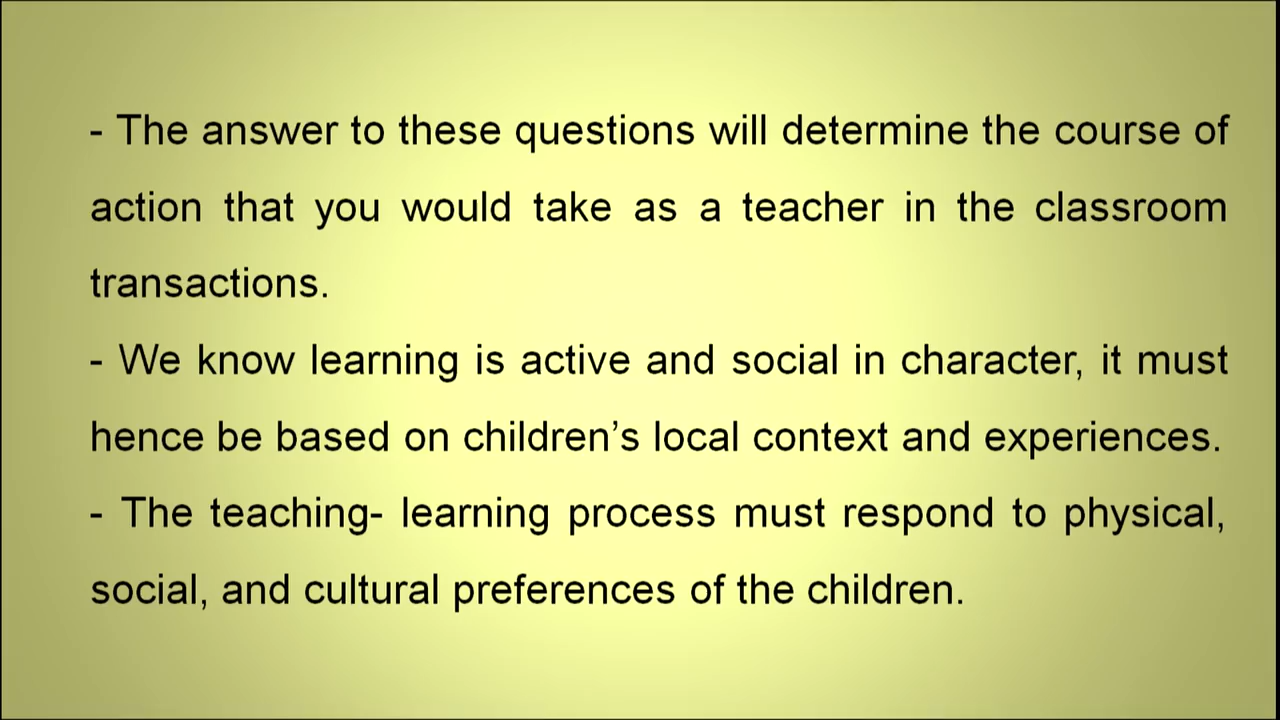 - The answer to these questions will determine the course of
action that you would take as a teacher in the classroom
transactions.
- We know learning is active and social in character, it must
hence be based on children’s local context and experiences.
- The teaching- learning process must respond to physical,
social, and cultural preferences of the children.